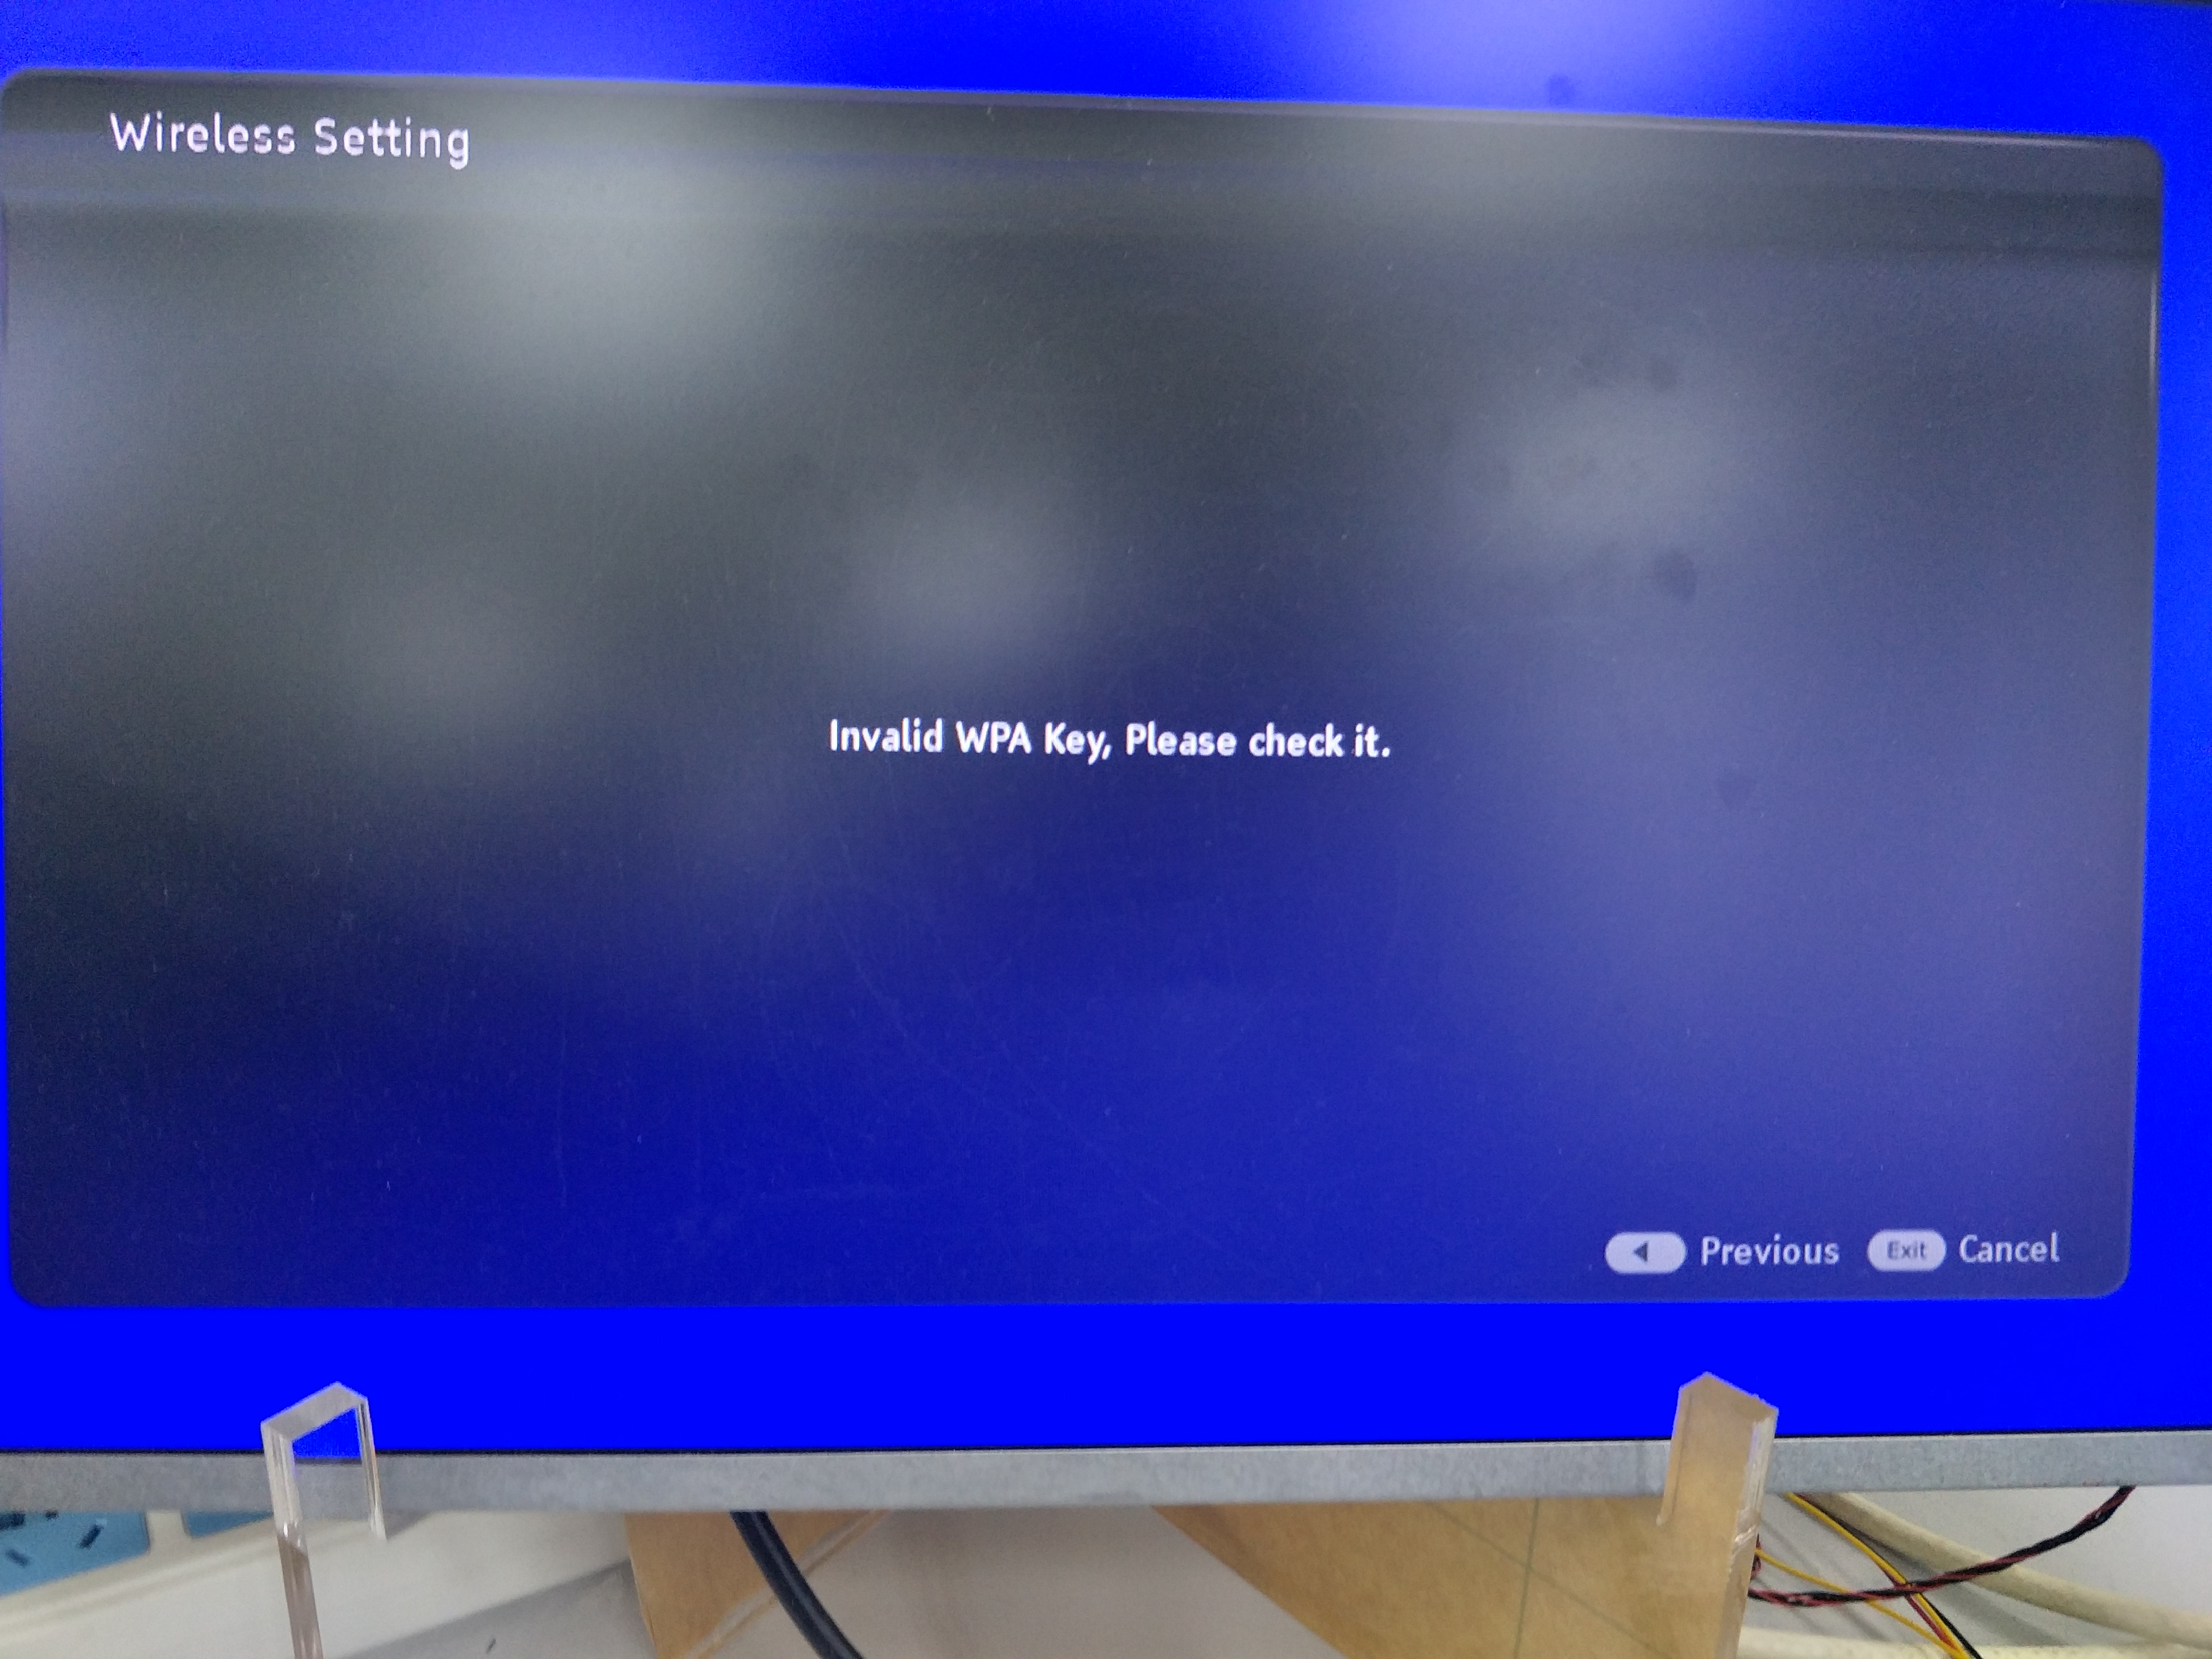 Wireless Setting
Invalid WPA Key, Please check it.
Previous Exit Cancel